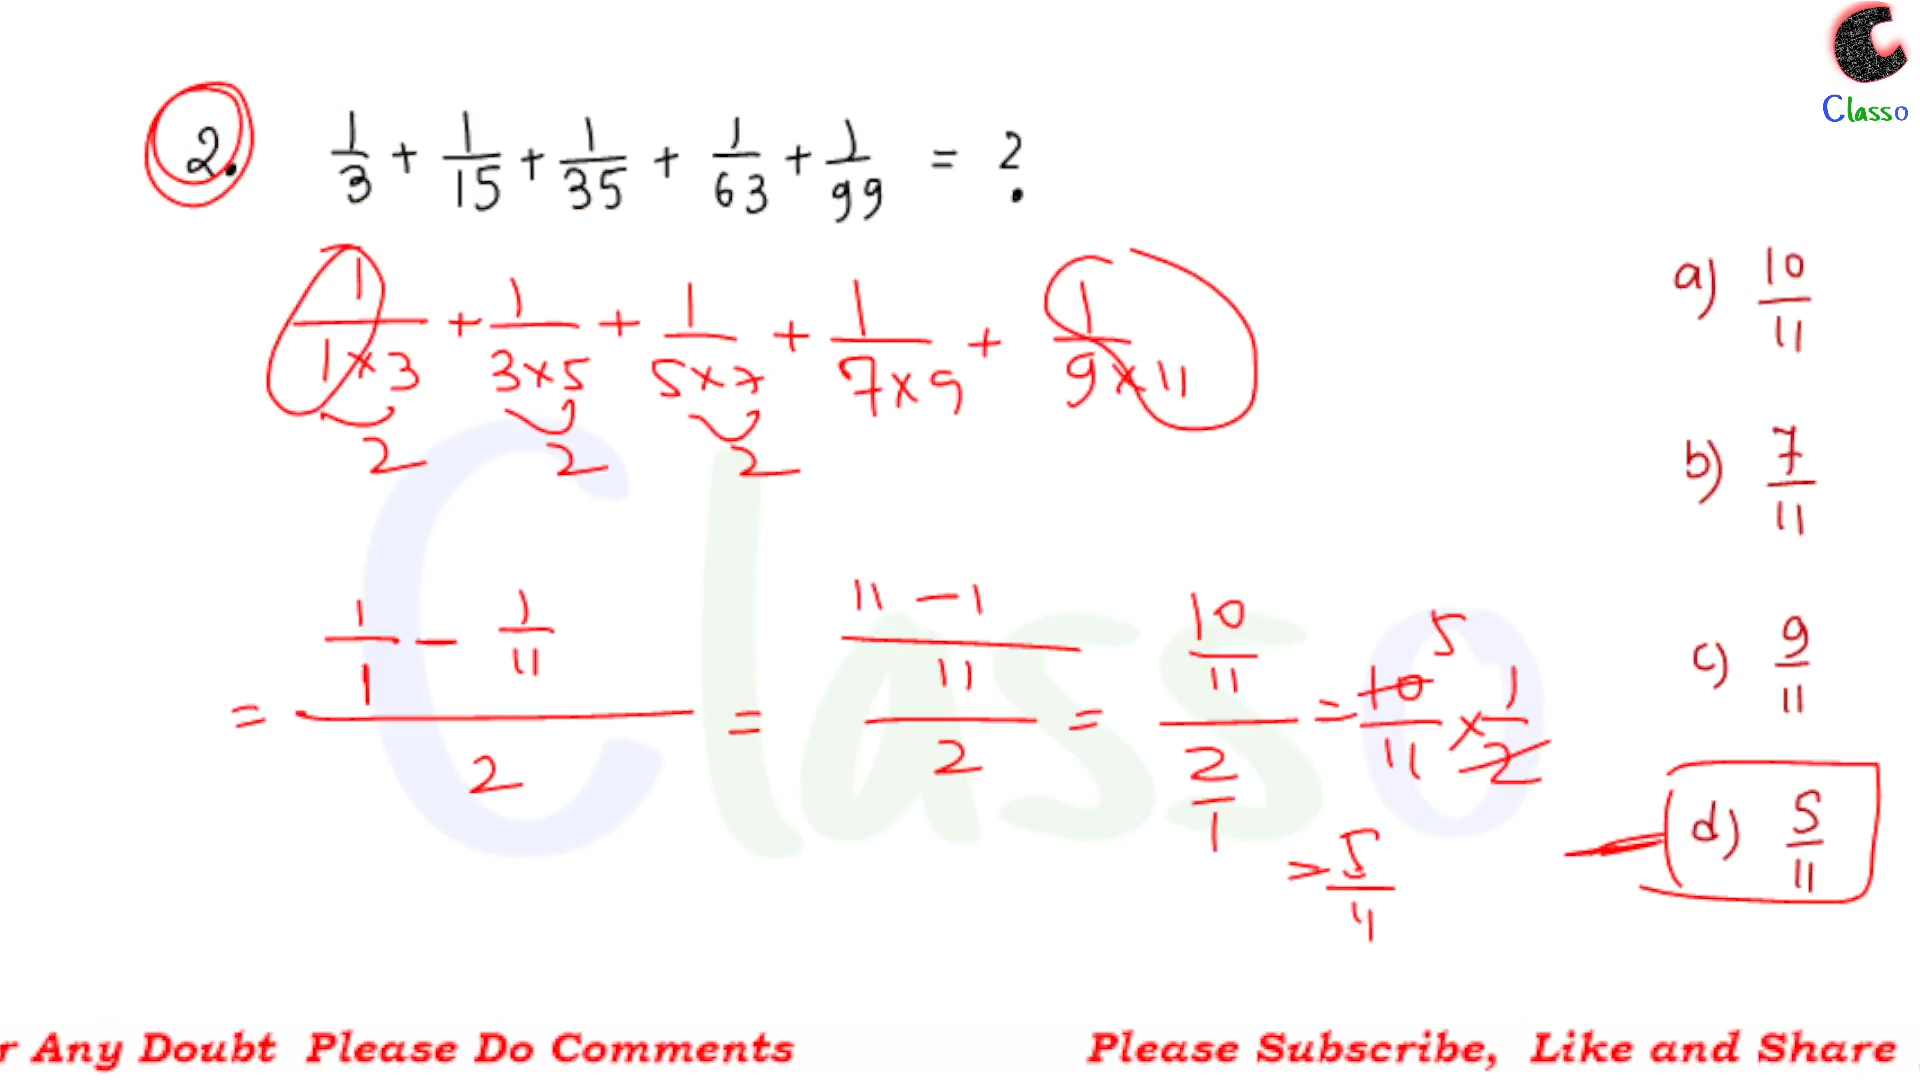 Classo
2. 1/3 + 1/15 + 1/35 + 1/63 + 1/99 = ?
1/1×3 + 1/3×5 + 1/5×7 + 1/7×9 + 1/9×11
2 2 2
a) 10/11
b) 7/11
c) 9/11
d) 5/11
= (1/1 - 1/11)/2 = ((11-1)/11)/2 = (10/11)/(2/1) = 10/11 × 1/2 5
= 5/11
Classo
r Any Doubt Please Do Comments Please Subscribe, Like and Share